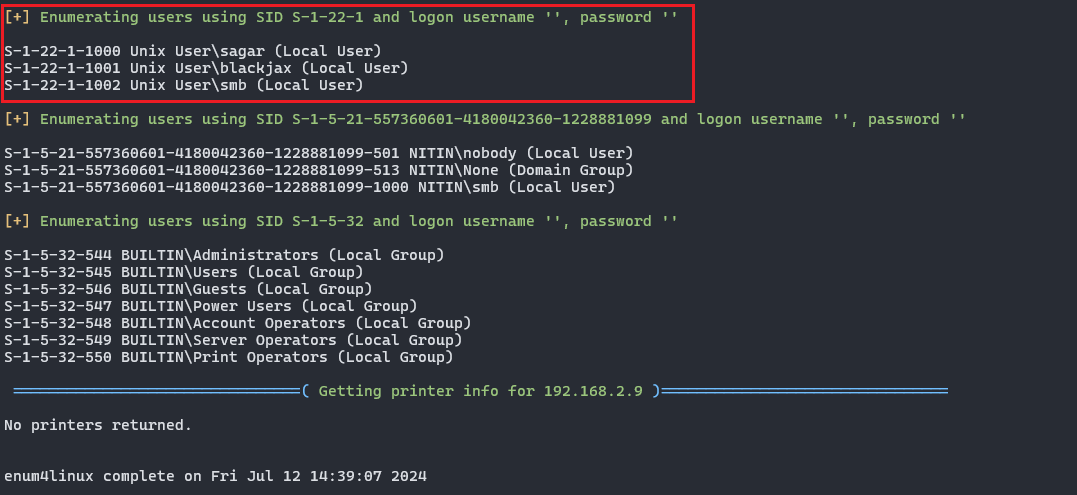 [+] Enumerating users using SID S-1-22-1 and logon username '', password ''
S-1-22-1-1000 Unix User\sagar (Local User)
S-1-22-1-1001 Unix User\blackjax (Local User)
S-1-22-1-1002 Unix User\smb (Local User)
[+] Enumerating users using SID S-1-5-21-557360601-4180042360-1228881099 and logon username '', password ''
S-1-5-21-557360601-4180042360-1228881099-501 NITIN\nobody (Local User)
S-1-5-21-557360601-4180042360-1228881099-513 NITIN\None (Domain Group)
S-1-5-21-557360601-4180042360-1228881099-1000 NITIN\smb (Local User)
[+] Enumerating users using SID S-1-5-32 and logon username '', password ''
S-1-5-32-544 BUILTIN\Administrators (Local Group)
S-1-5-32-545 BUILTIN\Users (Local Group)
S-1-5-32-546 BUILTIN\Guests (Local Group)
S-1-5-32-547 BUILTIN\Power Users (Local Group)
S-1-5-32-548 BUILTIN\Account Operators (Local Group)
S-1-5-32-549 BUILTIN\Server Operators (Local Group)
S-1-5-32-550 BUILTIN\Print Operators (Local Group)
================================( Getting printer info for 192.168.2.9 )================================
No printers returned.
enum4linux complete on Fri Jul 12 14:39:07 2024